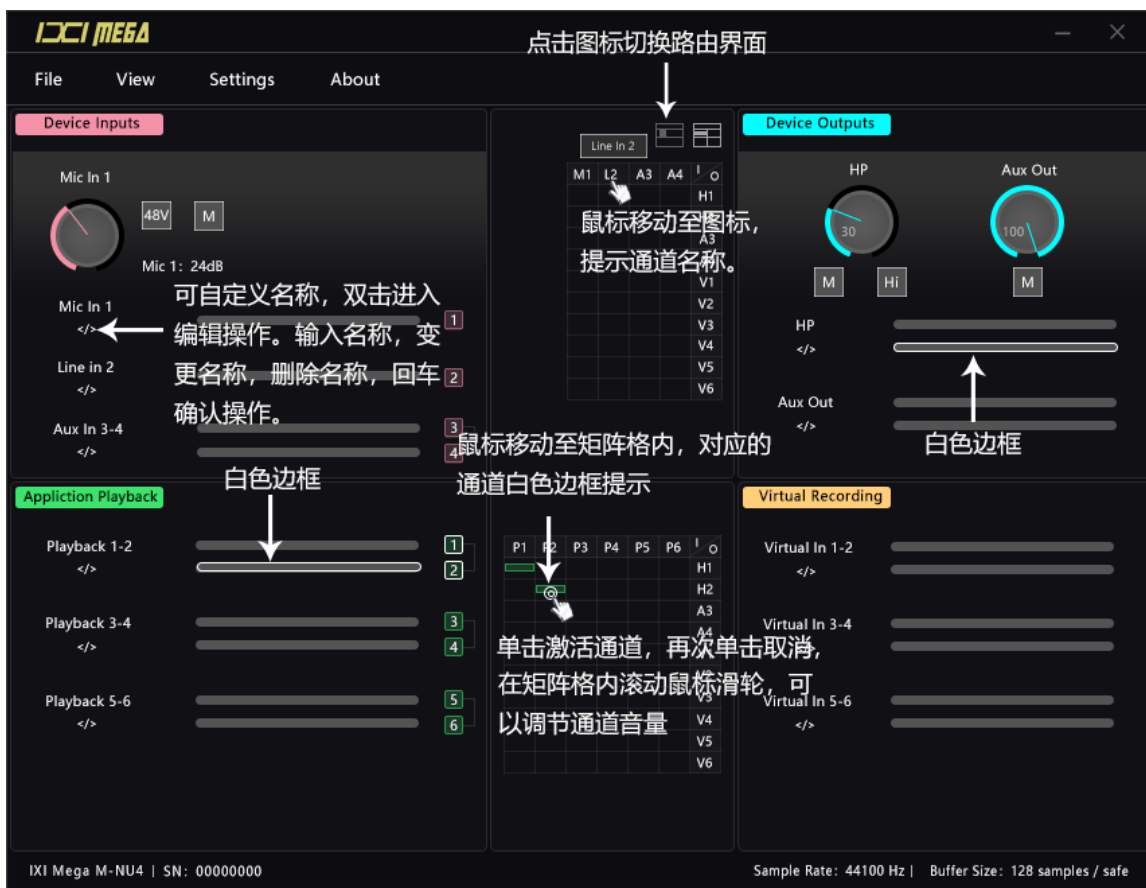 IXI MEGA
点击图标切换路由界面
File View Settings About
Device Inputs
Mic In 1
48V M
Mic 1: 24dB
Mic In 1
</>
1
可自定义名称，双击进入
编辑操作。输入名称，变
更名称，删除名称，回车
确认操作。
Line in 2
</>
2
Aux In 3-4
</>
3
4
Line In 2
M1 L2 A3 A4 I O
H1
A3
V1
V2
V3
V4
V5
V6
鼠标移动至图标，
提示通道名称。
Device Outputs
HP
30
M Hi
Aux Out
100
M
HP
</>
Aux Out
</>
白色边框
鼠标移动至矩阵格内，对应的
通道白色边框提示
白色边框
Appliction Playback
Playback 1-2
</>
1
2
Playback 3-4
</>
3
4
Playback 5-6
</>
5
6
P1 P2 P3 P4 P5 P6 I O
H1
H2
A3
A4
V3
V4
V5
V6
单击激活通道，再次单击取消，
在矩阵格内滚动鼠标滑轮，可
以调节通道音量
Virtual Recording
Virtual In 1-2
</>
Virtual In 3-4
Virtual In 5-6
</>
IXI Mega M-NU4 | SN: 00000000
Sample Rate: 44100 Hz | Buffer Size: 128 samples / safe